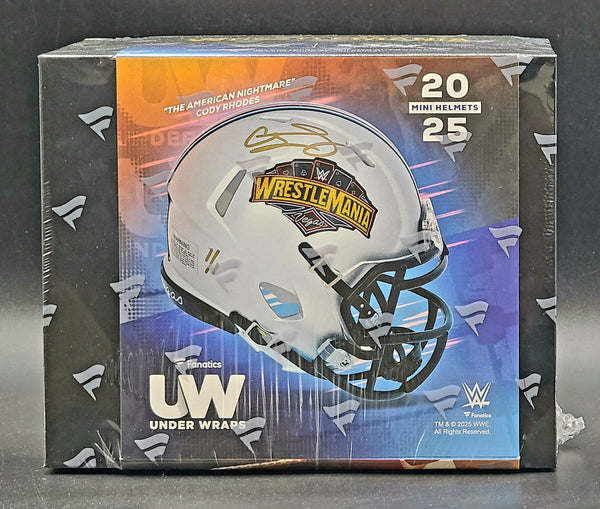 "THE AMERICAN NIGHTMARE"
CODY RHODES
20
MINI HELMETS
25
W
WRESTLEMANIA
Vegas
Fanatics
UW
UNDER WRAPS
W
Fanatics
TM & © 2025 WWE.
All Rights Reserved.